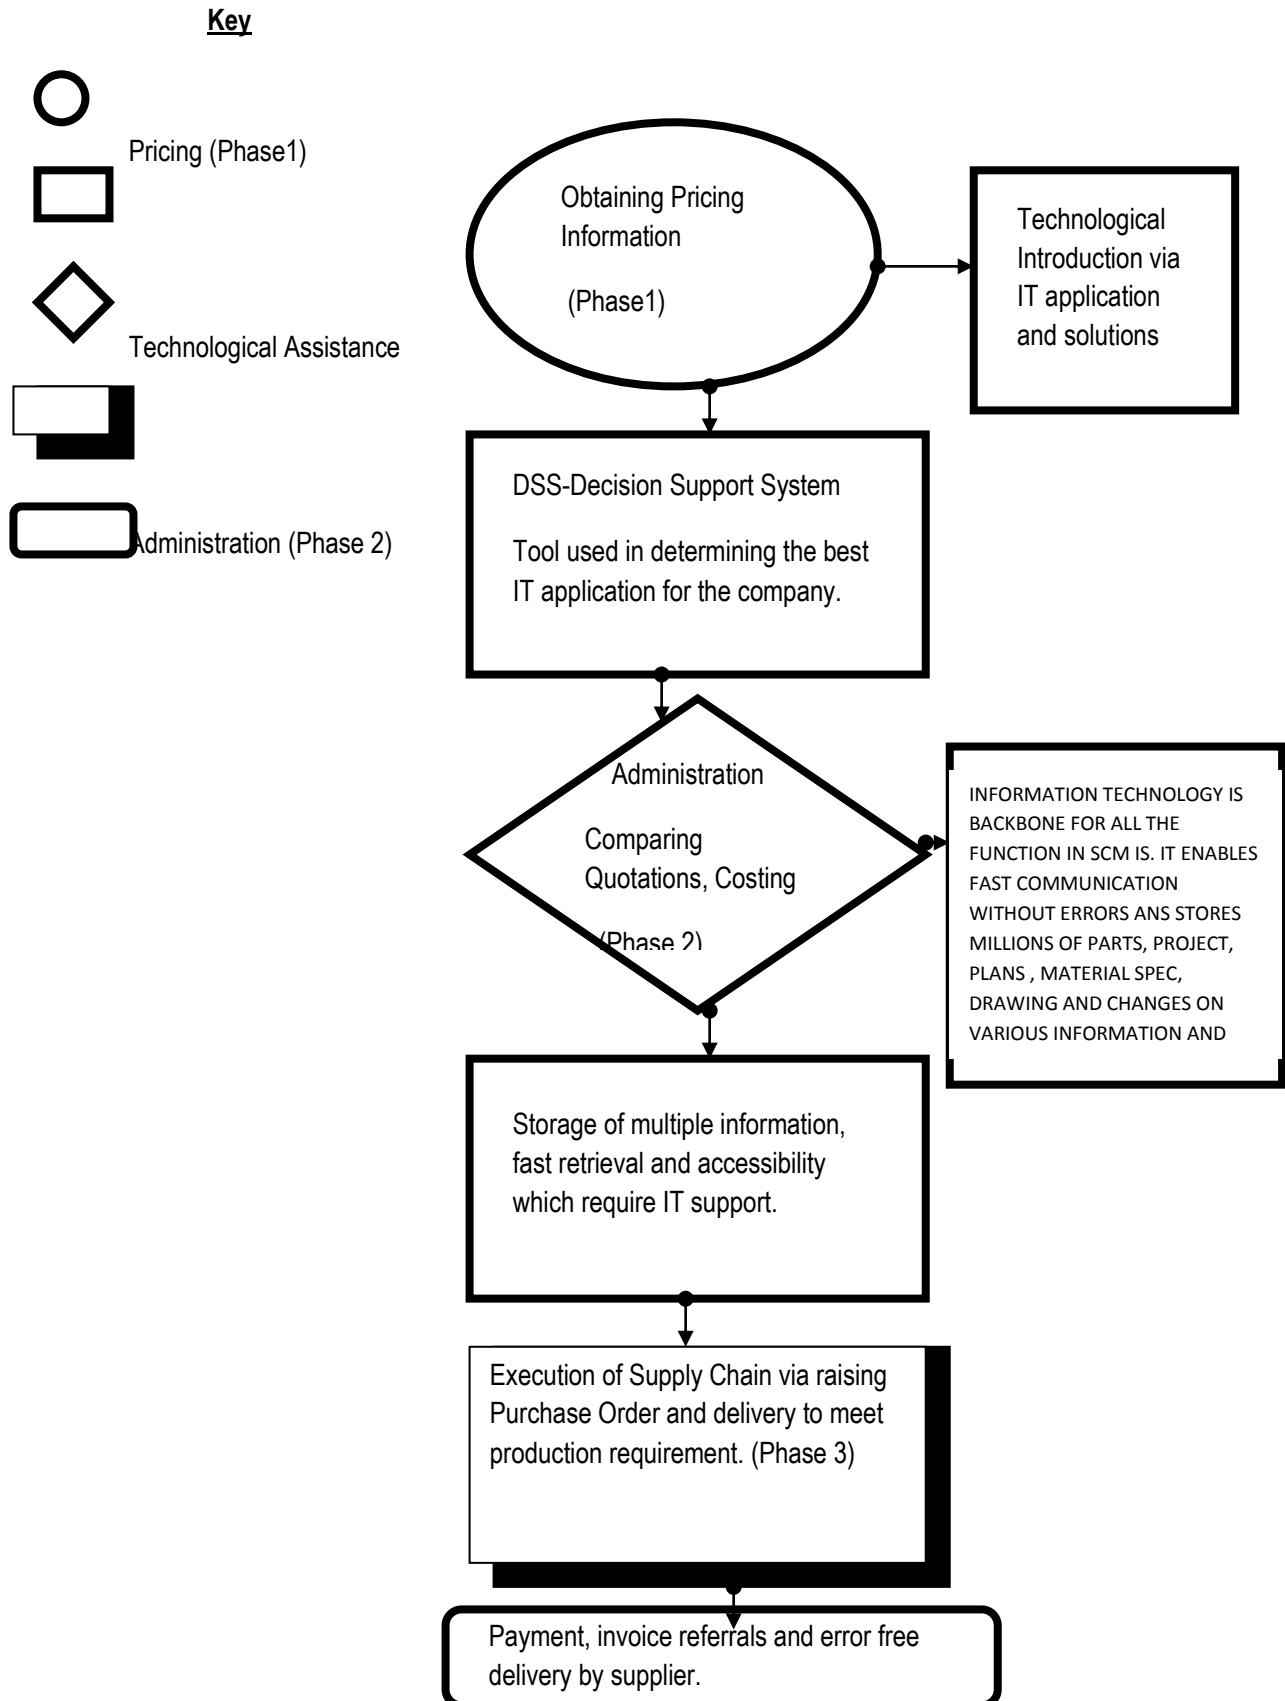 Key
Pricing (Phase1)
Technological Assistance
Administration (Phase 2)
Obtaining Pricing
Information
(Phase1)
Technological
Introduction via
IT application
and solutions
DSS-Decision Support System
Tool used in determining the best
IT application for the company.
Administration
Comparing
Quotations, Costing
(Phase 2)
INFORMATION TECHNOLOGY IS
BACKBONE FOR ALL THE
FUNCTION IN SCM IS. IT ENABLES
FAST COMMUNICATION
WITHOUT ERRORS ANS STORES
MILLIONS OF PARTS, PROJECT,
PLANS , MATERIAL SPEC,
DRAWING AND CHANGES ON
VARIOUS INFORMATION AND
Storage of multiple information,
fast retrieval and accessibility
which require IT support.
Execution of Supply Chain via raising
Purchase Order and delivery to meet
production requirement. (Phase 3)
Payment, invoice referrals and error free
delivery by supplier.